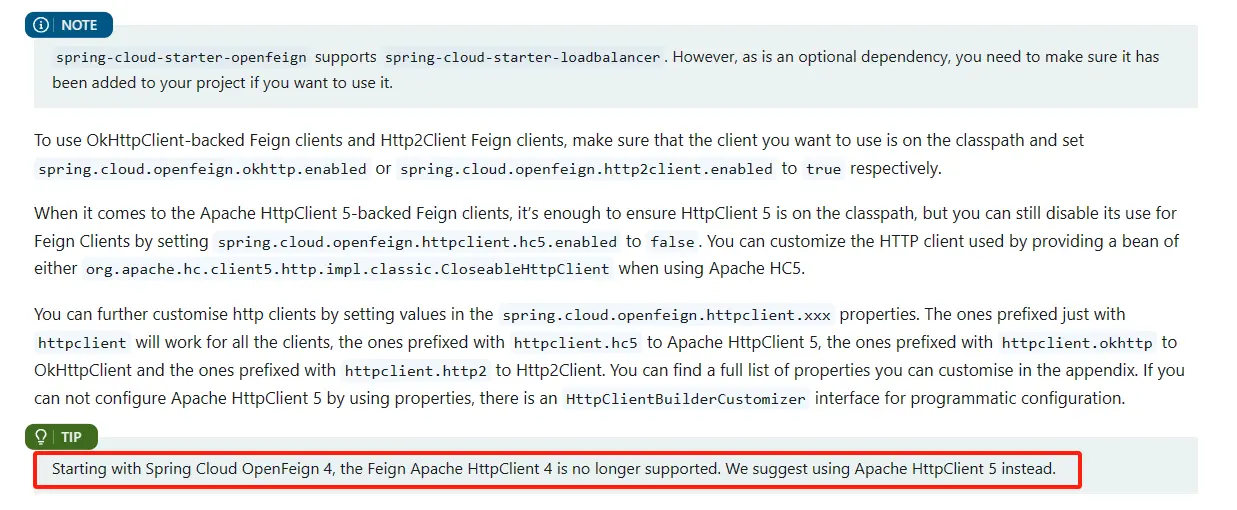 NOTE
spring-cloud-starter-openfeign supports spring-cloud-starter-loadbalancer. However, as is an optional dependency, you need to make sure it has
been added to your project if you want to use it.
To use OkHttpClient-backed Feign clients and Http2Client Feign clients, make sure that the client you want to use is on the classpath and set
spring.cloud.openfeign.okhttp.enabled or spring.cloud.openfeign.http2client.enabled to true respectively.
When it comes to the Apache HttpClient 5-backed Feign clients, it’s enough to ensure HttpClient 5 is on the classpath, but you can still disable its use for
Feign Clients by setting spring.cloud.openfeign.httpclient.hc5.enabled to false. You can customize the HTTP client used by providing a bean of
either org.apache.hc.client5.http.impl.classic.CloseableHttpClient when using Apache HC5.
You can further customise http clients by setting values in the spring.cloud.openfeign.httpclient.xxx properties. The ones prefixed just with
httpclient will work for all the clients, the ones prefixed with httpclient.hc5 to Apache HttpClient 5, the ones prefixed with httpclient.okhttp to
OkHttpClient and the ones prefixed with httpclient.http2 to Http2Client. You can find a full list of properties you can customise in the appendix. If you
can not configure Apache HttpClient 5 by using properties, there is an HttpClientBuilderCustomizer interface for programmatic configuration.
TIP
Starting with Spring Cloud OpenFeign 4, the Feign Apache HttpClient 4 is no longer supported. We suggest using Apache HttpClient 5 instead.